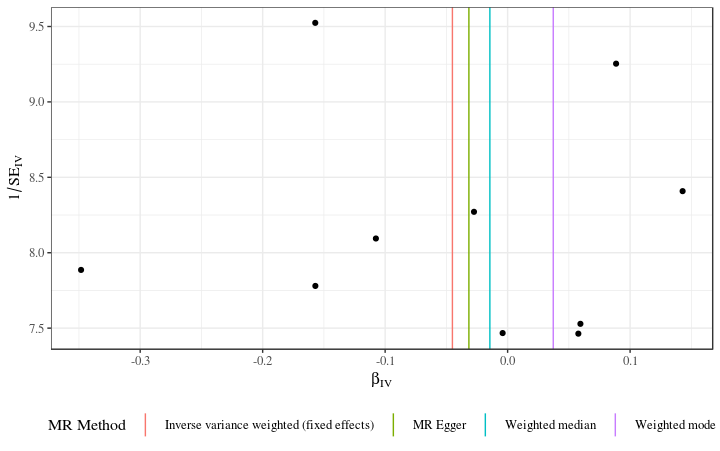 9.5
9.0
8.5
8.0
7.5
1/SE_IV
-0.3 -0.2 -0.1 0.0 0.1
β_IV
MR Method Inverse variance weighted (fixed effects) MR Egger Weighted median Weighted mode